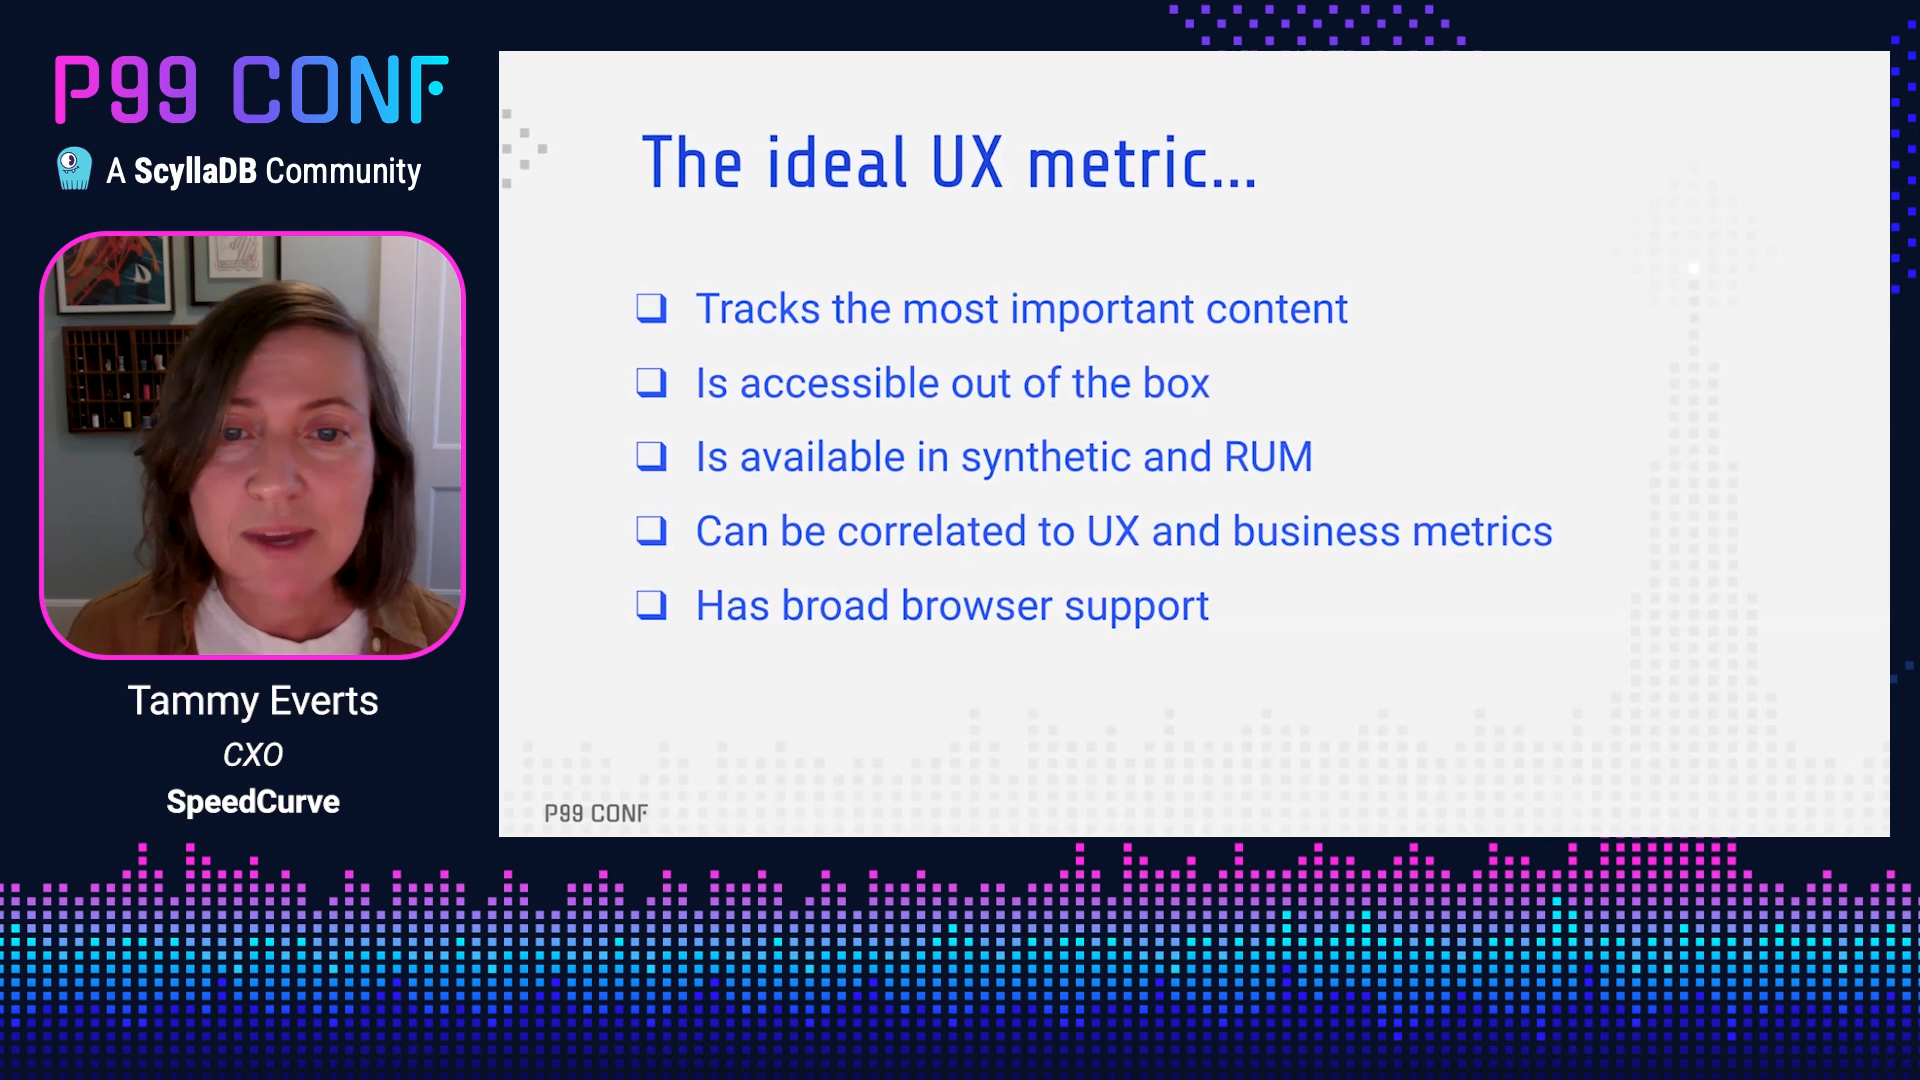 P99 CONF
A ScyllaDB Community
Tammy Everts
CXO
SpeedCurve
The ideal UX metric...
❏ Tracks the most important content
❏ Is accessible out of the box
❏ Is available in synthetic and RUM
❏ Can be correlated to UX and business metrics
❏ Has broad browser support
P99 CONF